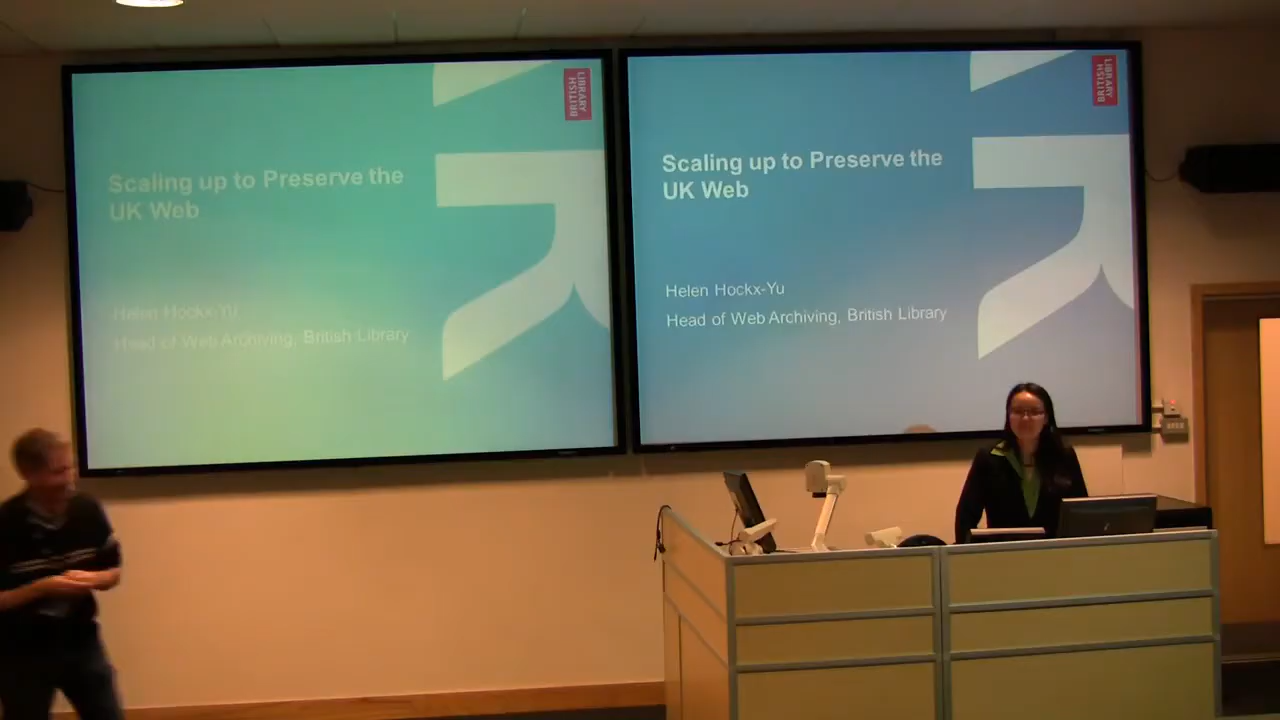 Scaling up to Preserve the
UK Web
Helen Hockx-Yu
Head of Web Archiving, British Library
BRITISH
LIBRARY
Scaling up to Preserve the
UK Web
Helen Hockx-Yu
Head of Web Archiving, British Library
BRITISH
LIBRARY